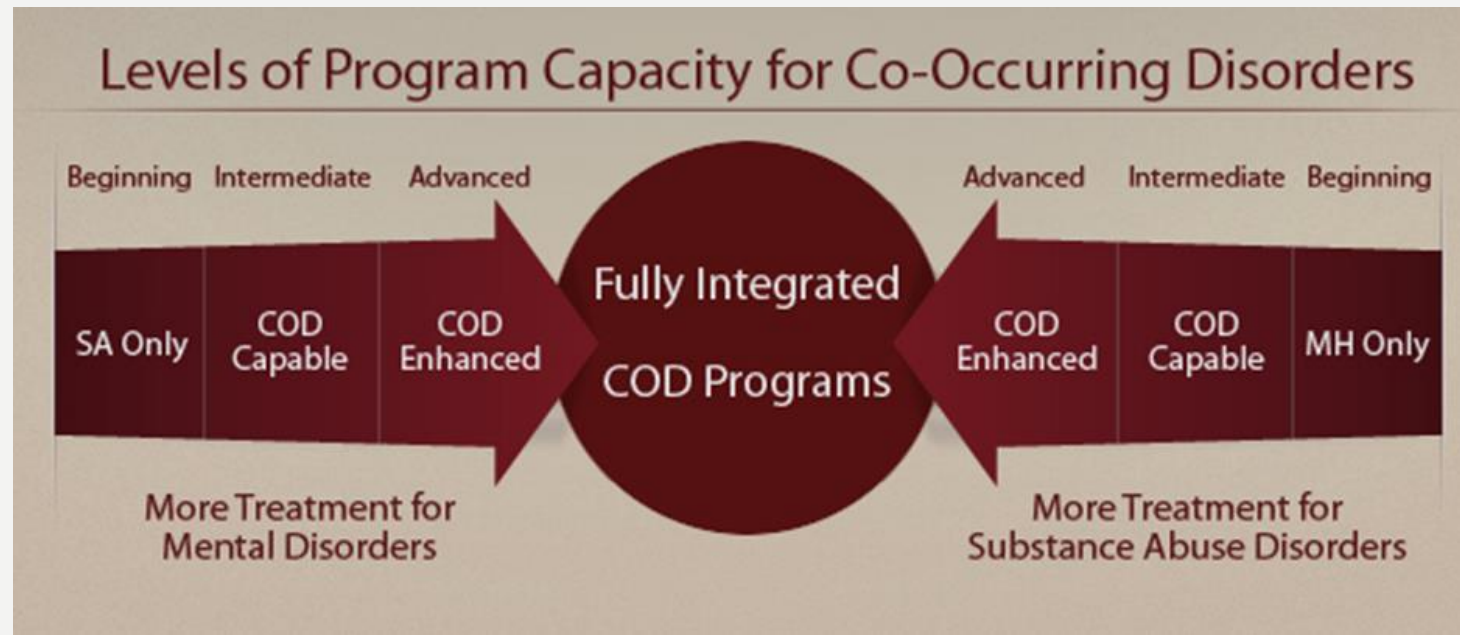 Levels of Program Capacity for Co-Occurring Disorders
Beginning Intermediate Advanced
SA Only
COD
Capable
COD
Enhanced
More Treatment for
Mental Disorders
Fully Integrated
COD Programs
Advanced Intermediate Beginning
COD
Enhanced
COD
Capable
MH Only
More Treatment for
Substance Abuse Disorders